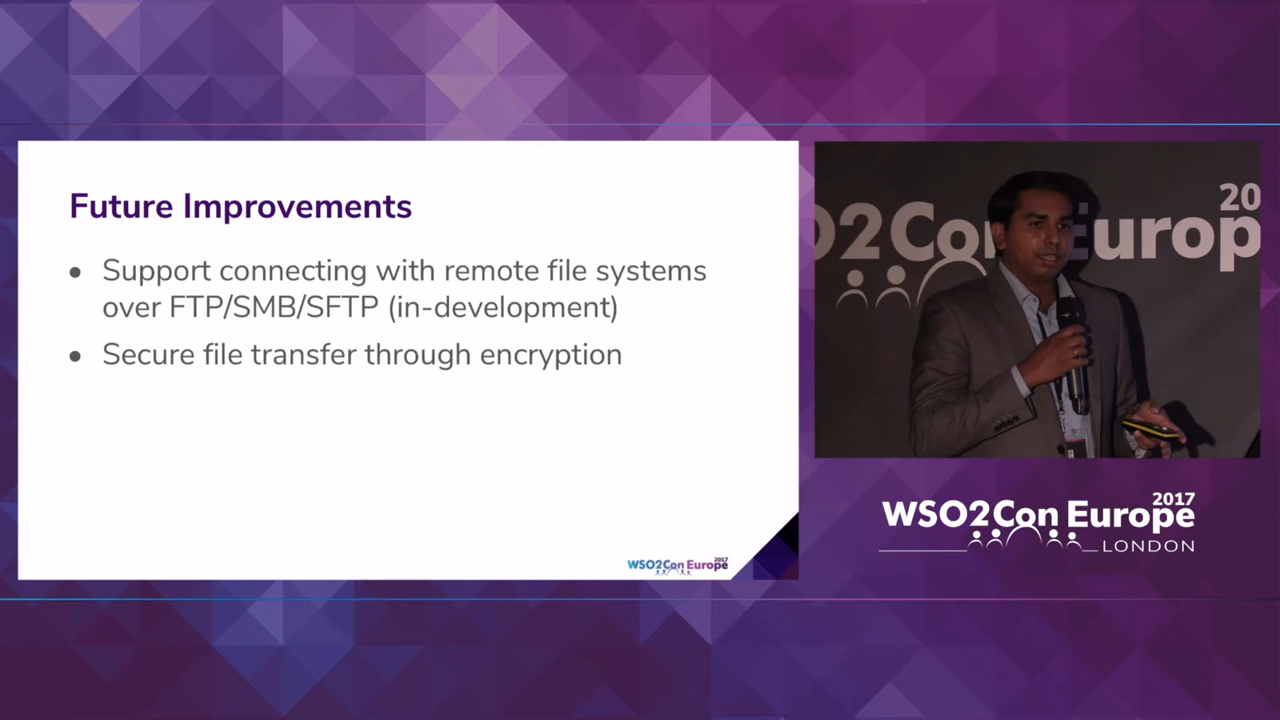 Future Improvements
• Support connecting with remote file systems
over FTP/SMB/SFTP (in-development)
• Secure file transfer through encryption
WSO2Con Europe 2017
O2Con Europ
20
WSO2Con Europe 2017
LONDON